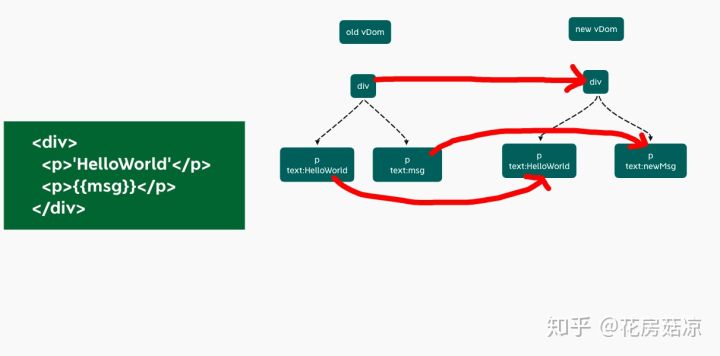 old vDom
new vDom
div
div
<div>
<p>'HelloWorld'</p>
<p>{{msg}}</p>
</div>
p
text:HelloWorld
p
text:msg
p
text:HelloWorld
p
text:newMsg
知乎 @花房菇凉